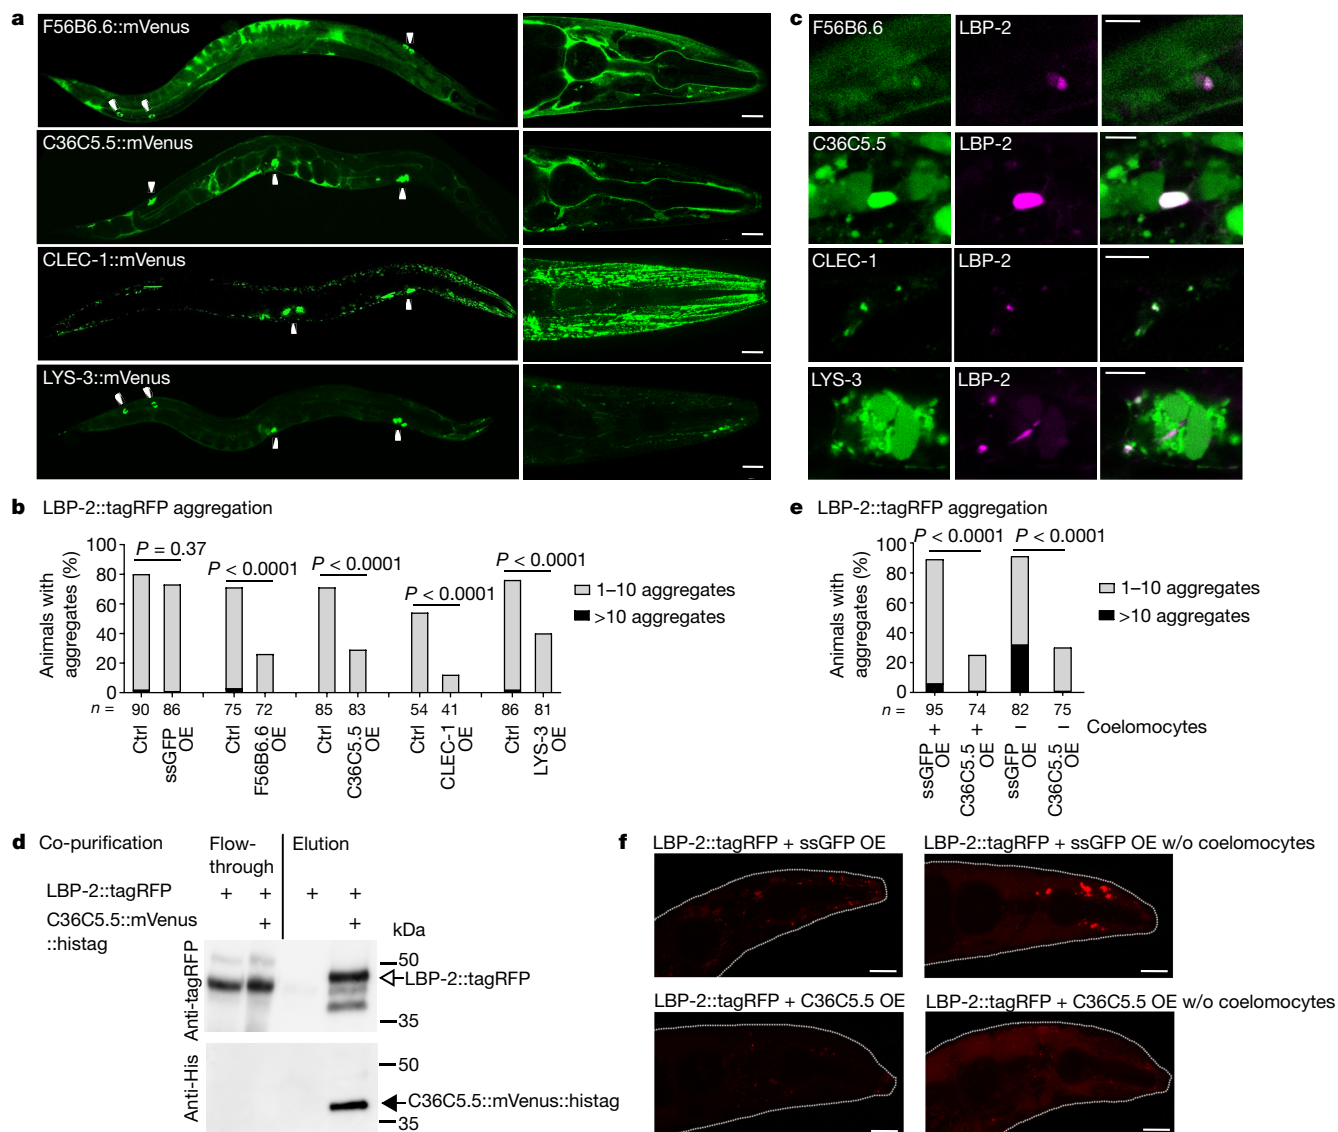 a
F56B6.6::mVenus
C36C5.5::mVenus
CLEC-1::mVenus
LYS-3::mVenus
c
F56B6.6 LBP-2
C36C5.5 LBP-2
CLEC-1 LBP-2
LYS-3 LBP-2
b LBP-2::tagRFP aggregation
Animals with
aggregates (%)
100
80
60
40
20
0
P = 0.37
P < 0.0001
P < 0.0001
P < 0.0001
P < 0.0001
1–10 aggregates
>10 aggregates
n = 90 86 75 72 85 83 54 41 86 81
Ctrl
ssGFP
OE
Ctrl
F56B6.6
OE
Ctrl
C36C5.5
OE
Ctrl
CLEC-1
OE
Ctrl
LYS-3
OE
e LBP-2::tagRFP aggregation
Animals with
aggregates (%)
100
80
60
40
20
0
P < 0.0001
P < 0.0001
1–10 aggregates
>10 aggregates
n = 95 74 82 75
+ + – – Coelomocytes
ssGFP
OE
C36C5.5
OE
ssGFP
OE
C36C5.5
OE
d Co-purification
Flow-
through
Elution
LBP-2::tagRFP + + + +
C36C5.5::mVenus
::histag
+ +
kDa
Anti-tagRFP
50
LBP-2::tagRFP
35
Anti-His
50
C36C5.5::mVenus::histag
35
f
LBP-2::tagRFP + ssGFP OE
LBP-2::tagRFP + ssGFP OE w/o coelomocytes
LBP-2::tagRFP + C36C5.5 OE
LBP-2::tagRFP + C36C5.5 OE w/o coelomocytes